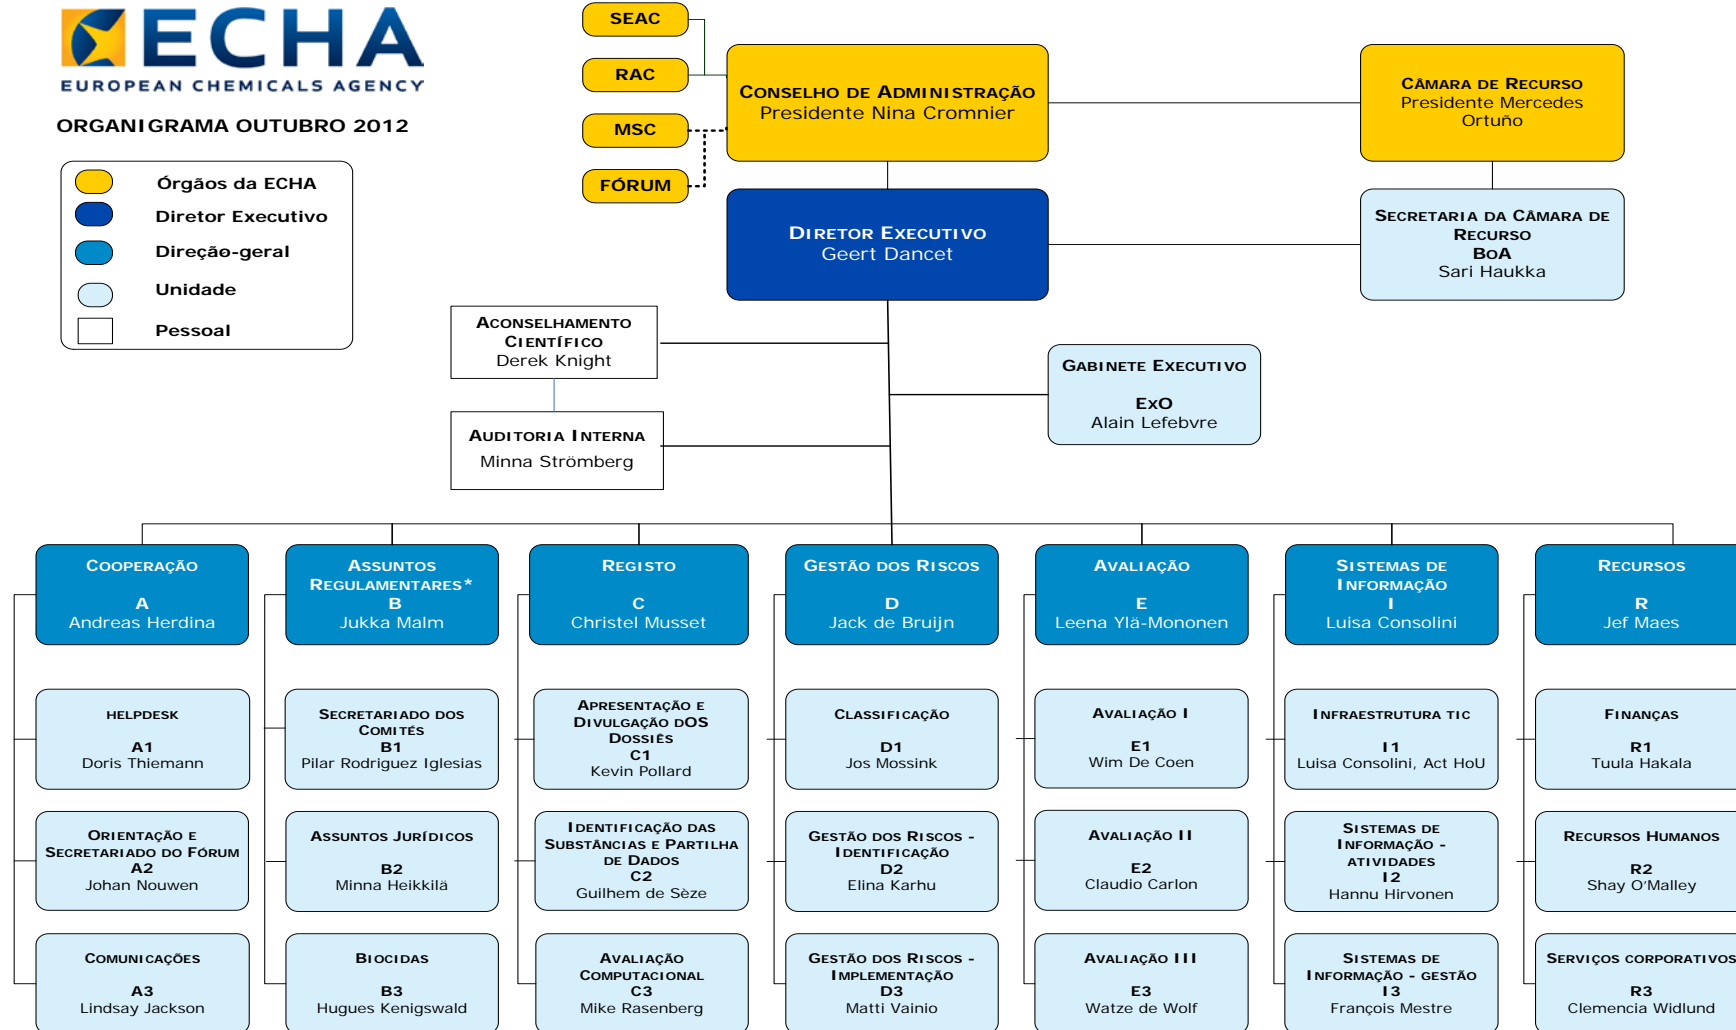 ECHA
EUROPEAN CHEMICALS AGENCY
ORGANIGRAMA OUTUBRO 2012
Órgãos da ECHA
Diretor Executivo
Direção-geral
Unidade
Pessoal
SEAC
RAC
MSC
FÓRUM
CONSELHO DE ADMINISTRAÇÃO
Presidente Nina Cromnier
CÂMARA DE RECURSO
Presidente Mercedes
Ortuño
DIRETOR EXECUTIVO
Geert Dancet
SECRETARIA DA CÂMARA DE
RECURSO
BOA
Sari Haukka
ACONSELHAMENTO
CIENTÍFICO
Derek Knight
GABINETE EXECUTIVO
EXO
Alain Lefebvre
AUDITORIA INTERNA
Minna Strömberg
COOPERAÇÃO
A
Andreas Herdina
ASSUNTOS
REGULAMENTARES*
B
Jukka Malm
REGISTO
C
Christel Musset
GESTÃO DOS RISCOS
D
Jack de Bruijn
AVALIAÇÃO
E
Leena Ylä-Mononen
SISTEMAS DE
INFORMAÇÃO
I
Luisa Consolini
RECURSOS
R
Jef Maes
HELPDESK
A1
Doris Thiemann
SECRETARIADO DOS
COMITÉS
B1
Pilar Rodriguez Iglesias
APRESENTAÇÃO E
DIVULGAÇÃO dOS
DOSSIÊS
C1
Kevin Pollard
CLASSIFICAÇÃO
D1
Jos Mossink
AVALIAÇÃO I
E1
Wim De Coen
INFRAESTRUTURA TIC
I1
Luisa Consolini, Act HoU
FINANÇAS
R1
Tuula Hakala
ORIENTAÇÃO E
SECRETARIADO DO FÓRUM
A2
Johan Nouwen
ASSUNTOS JURÍDICOS
B2
Minna Heikkilä
IDENTIFICAÇÃO DAS
SUBSTÂNCIAS E PARTILHA
DE DADOS
C2
Guilhem de Sèze
GESTÃO DOS RISCOS -
IDENTIFICAÇÃO
D2
Elina Karhu
AVALIAÇÃO II
E2
Claudio Carlon
SISTEMAS DE
INFORMAÇÃO -
ATIVIDADES
I2
Hannu Hirvonen
RECURSOS HUMANOS
R2
Shay O'Malley
COMUNICAÇÕES
A3
Lindsay Jackson
BIOCIDAS
B3
Hugues Kenigswald
AVALIAÇÃO
COMPUTACIONAL
C3
Mike Rasenberg
GESTÃO DOS RISCOS -
IMPLEMENTAÇÃO
D3
Matti Vainio
AVALIAÇÃO III
E3
Watze de Wolf
SISTEMAS DE
INFORMAÇÃO - GESTÃO
I3
François Mestre
SERVIÇOS CORPORATIVOS
R3
Clemencia Widlund